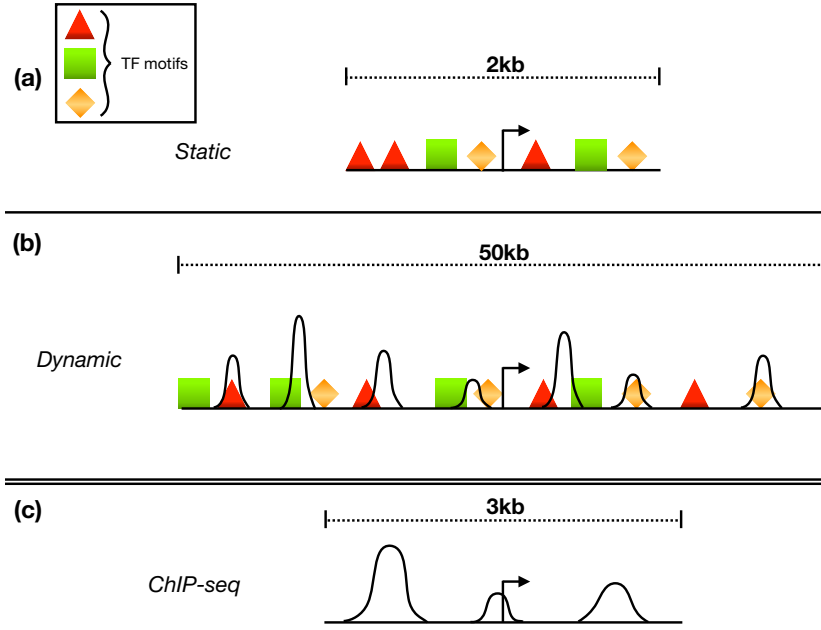 TF motifs
(a)
2kb
Static
(b)
50kb
Dynamic
(c)
3kb
ChIP-seq